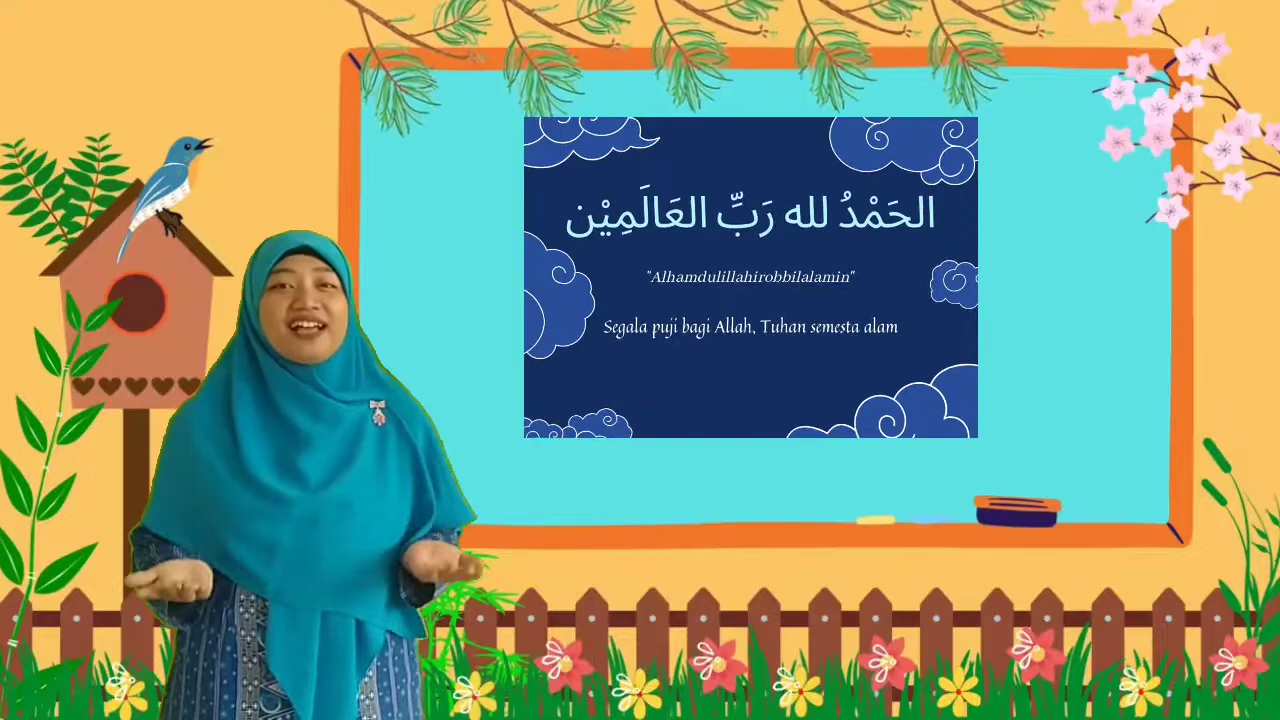 الحَمْدُ لله رَبِّ العَالَمِيْن
"Alhamdulillahirobbilalamin"
Segala puji bagi Allah, Tuhan semesta alam